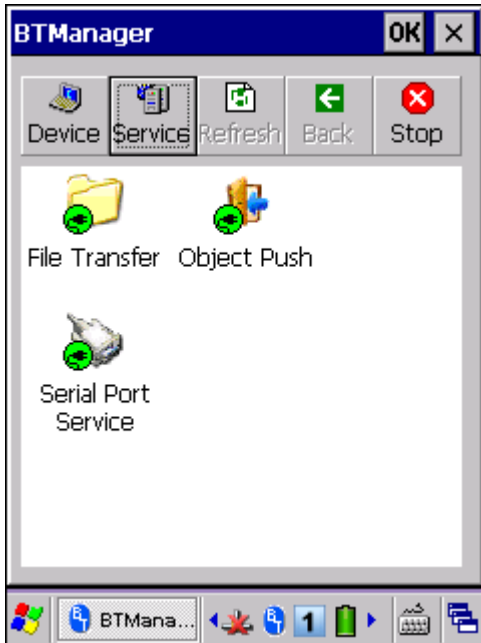 BTManager OK
Device Service Refresh Back Stop
File Transfer Object Push
Serial Port
Service
BTMana... 1